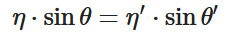 η · sin θ = η′ · sin θ′